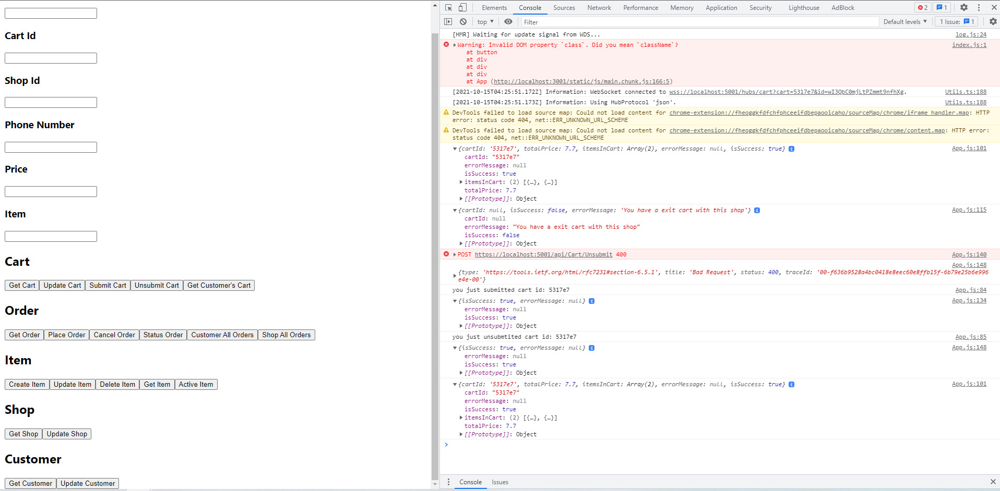 Cart Id
Shop Id
Phone Number
Price
Item
Cart
Get Cart Update Cart Submit Cart Unsubmit Cart Get Customer's Cart
Order
Get Order Place Order Cancel Order Status Order Customer All Orders Shop All Orders
Item
Create Item Update Item Delete Item Get Item Active Item
Shop
Get Shop Update Shop
Customer
Get Customer Update Customer
Elements Console Sources Network Performance Memory Application Security Lighthouse AdBlock 2 1
top Filter Default levels 1 Issue: 1
[HMR] Waiting for update signal from WDS... log.js:24
Warning: Invalid DOM property `class`. Did you mean `className`? index.js:1
at button
at div
at div
at div
at App (http://localhost:3001/static/js/main.chunk.js:166:5)
[2021-10-15T04:25:51.172Z] Information: WebSocket connected to wss://localhost:5001/hubs/cart?cart=5317e7&id=wI3QbC0mjLtPZmmt9nfhXg. Utils.ts:188
[2021-10-15T04:25:51.173Z] Information: Using HubProtocol 'json'. Utils.ts:188
DevTools failed to load source map: Could not load content for chrome-extension://fheoggkfdfchfphceeifdbepaooicaho/sourceMap/chrome/iframe_handler.map: HTTP
error: status code 404, net::ERR_UNKNOWN_URL_SCHEME
DevTools failed to load source map: Could not load content for chrome-extension://fheoggkfdfchfphceeifdbepaooicaho/sourceMap/chrome/content.map: HTTP error:
status code 404, net::ERR_UNKNOWN_URL_SCHEME
{cartId: '5317e7', totalPrice: 7.7, itemsInCart: Array(2), errorMessage: null, isSuccess: true} App.js:101
cartId: "5317e7"
errorMessage: null
isSuccess: true
itemsInCart: (2) [{…}, {…}]
totalPrice: 7.7
[[Prototype]]: Object
{cartId: null, isSuccess: false, errorMessage: 'You have a exit cart with this shop'} App.js:115
cartId: null
errorMessage: "You have a exit cart with this shop"
isSuccess: false
[[Prototype]]: Object
POST https://localhost:5001/api/Cart/Unsubmit 400 App.js:140
App.js:148
{type: 'https://tools.ietf.org/html/rfc7231#section-6.5.1', title: 'Bad Request', status: 400, traceId: '00-f636b9528a4bc0418e8eec60e8ffb15f-6b79e25b6e996
e4e-00'}
you just submitted cart id: 5317e7 App.js:84
{isSuccess: true, errorMessage: null} App.js:134
errorMessage: null
isSuccess: true
[[Prototype]]: Object
you just unsubmtited cart id: 5317e7 App.js:85
{isSuccess: true, errorMessage: null} App.js:148
errorMessage: null
isSuccess: true
[[Prototype]]: Object
{cartId: '5317e7', totalPrice: 7.7, itemsInCart: Array(2), errorMessage: null, isSuccess: true} App.js:101
cartId: "5317e7"
errorMessage: null
isSuccess: true
itemsInCart: (2) [{…}, {…}]
totalPrice: 7.7
[[Prototype]]: Object
Console Issues